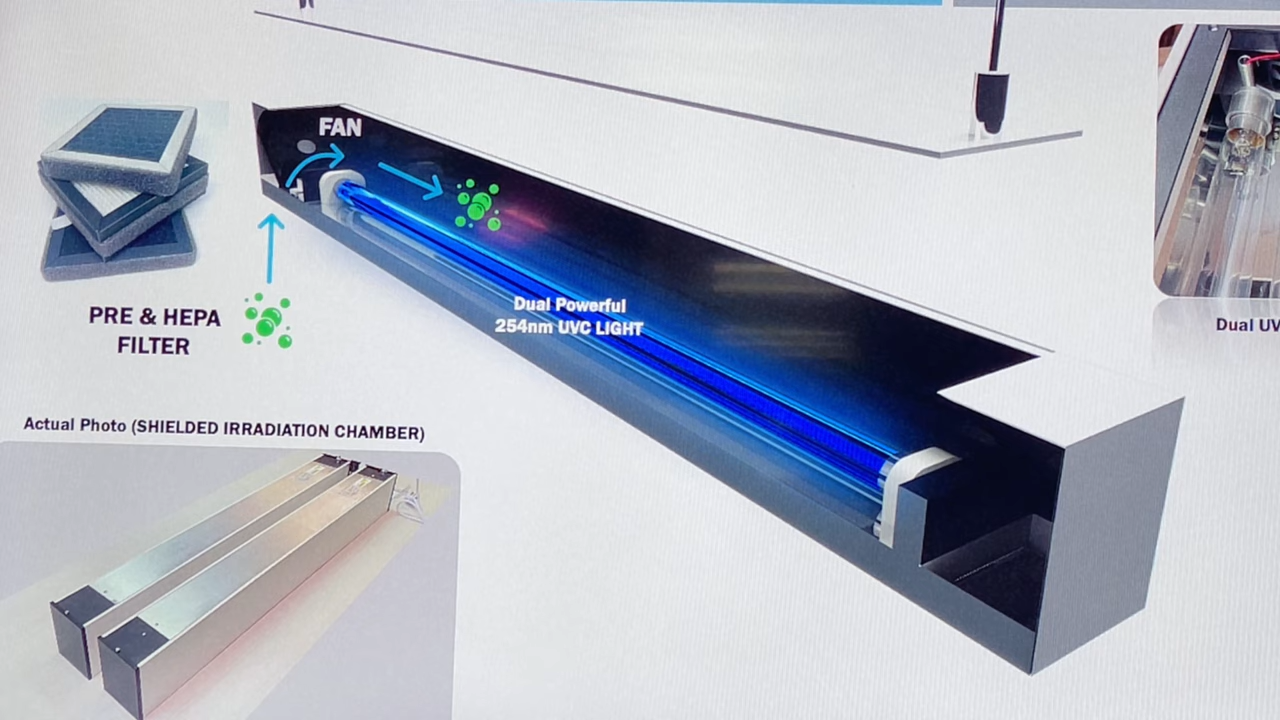 FAN
PRE & HEPA
FILTER
Dual Powerful
254nm UVC LIGHT
Dual UV
Actual Photo (SHIELDED IRRADIATION CHAMBER)